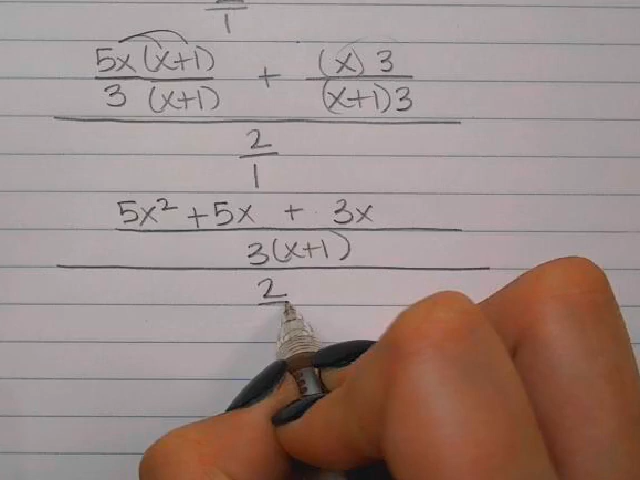 1
5x (x+1) + (x) 3
3 (x+1) (x+1)3
2
1
5x² + 5x + 3x
3(x+1)
2